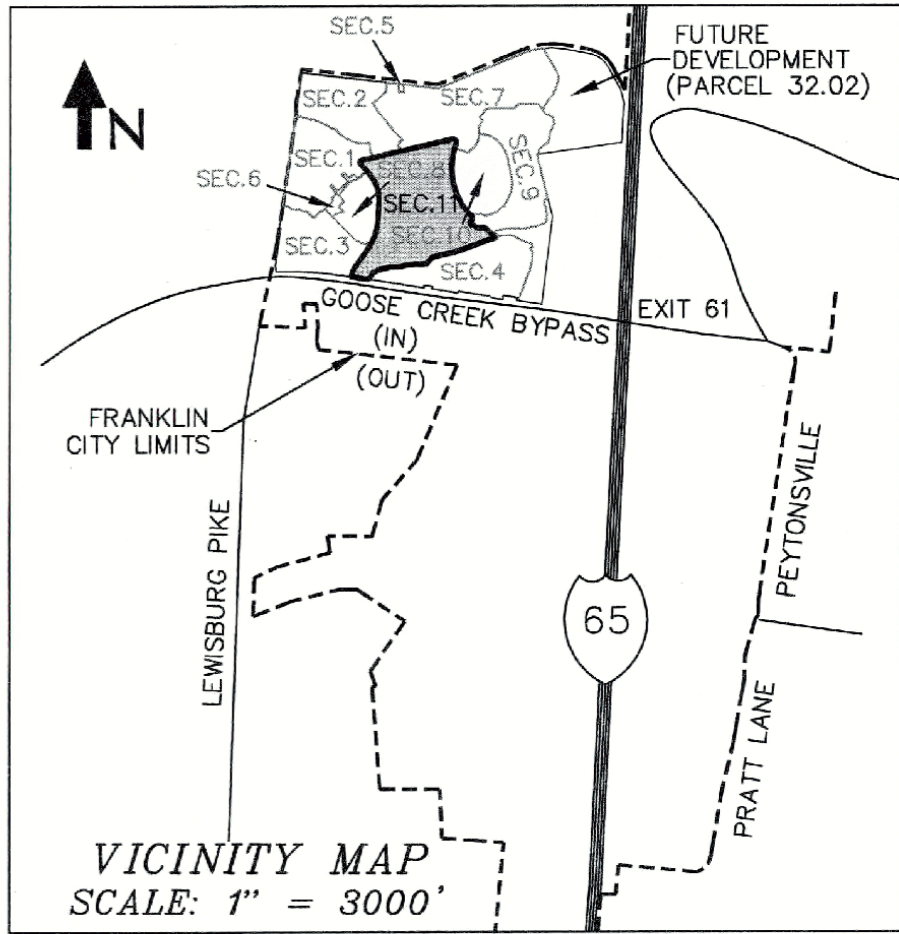 SEC.5
FUTURE
DEVELOPMENT
(PARCEL 32.02)
N
SEC.2
SEC.7
SEC.1
SEC.8
SEC.9
SEC.6
SEC.11
SEC.10
SEC.3
SEC.4
GOOSE CREEK BYPASS
EXIT 61
(IN)
(OUT)
FRANKLIN
CITY LIMITS
LEWISBURG PIKE
PEYTONSVILLE
65
PRATT LANE
VICINITY MAP
SCALE: 1" = 3000'